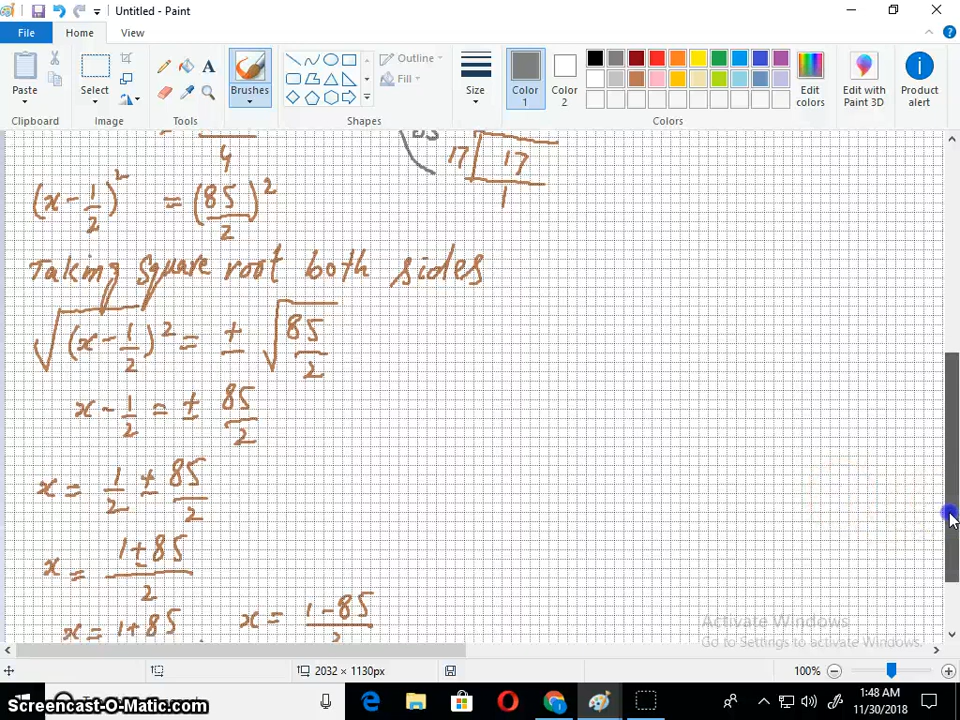 Untitled - Paint
File Home View
Paste Select Brushes Size Color 1 Color 2 Edit colors Edit with Paint 3D Product alert
Outline
Fill
Clipboard Image Tools Shapes Colors
4
17 17
1
(x - 1/2)² = (85/2)²
Taking square root both sides
√(x - 1/2)² = ± √85/2
x - 1/2 = ± 85/2
x = 1/2 ± 85/2
x = 1±85/2
x = 1+85 x = 1-85
Activate Windows
Go to Settings to activate Windows.
2032 × 1130px 100%
Screencast-O-Matic.com
1:48 AM
11/30/2018